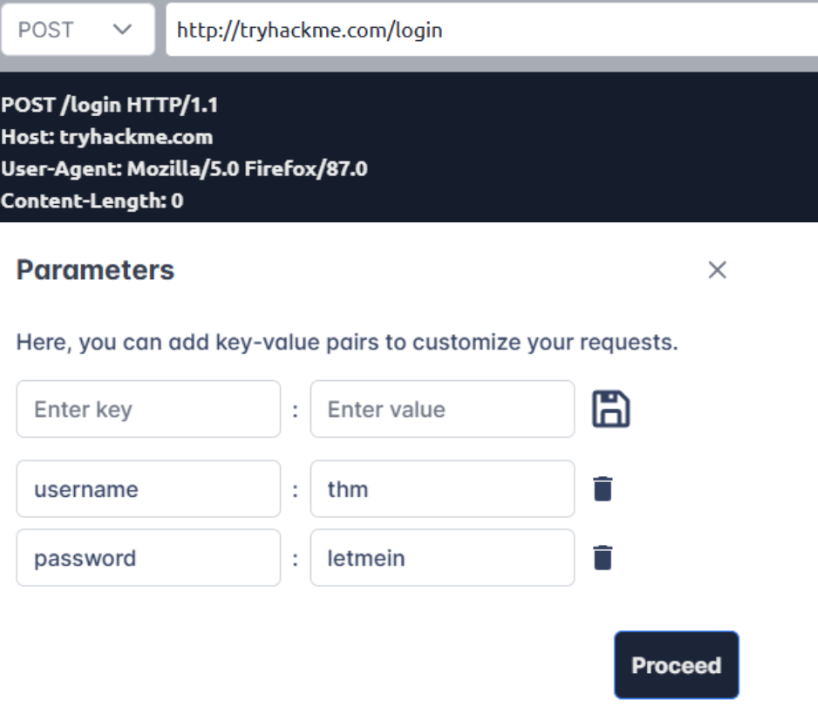 POST
http://tryhackme.com/login
POST /login HTTP/1.1
Host: tryhackme.com
User-Agent: Mozilla/5.0 Firefox/87.0
Content-Length: 0
Parameters
Here, you can add key-value pairs to customize your requests.
Enter key : Enter value
username : thm
password : letmein
Proceed